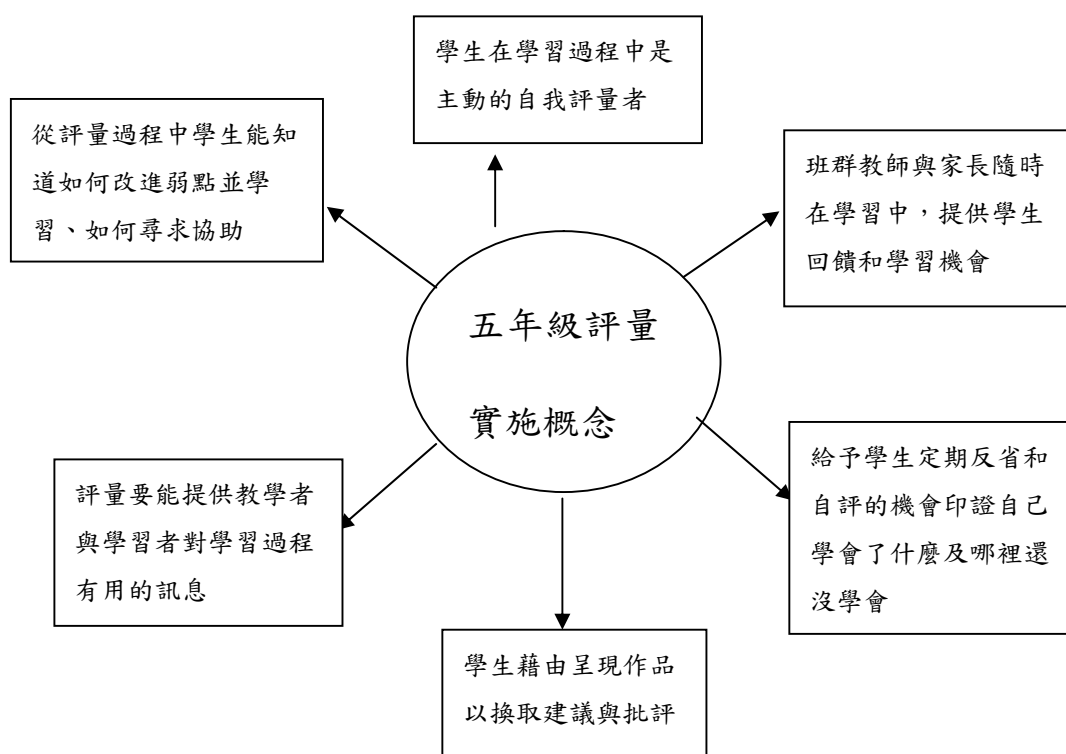 學生在學習過程中是
主動的自我評量者
從評量過程中學生能知
道如何改進弱點並學
習、如何尋求協助
班群教師與家長隨時
在學習中，提供學生
回饋和學習機會
五年級評量
實施概念
評量要能提供教學者
與學習者對學習過程
有用的訊息
給予學生定期反省和
自評的機會印證自己
學會了什麼及哪裡還
沒學會
學生藉由呈現作品
以換取建議與批評